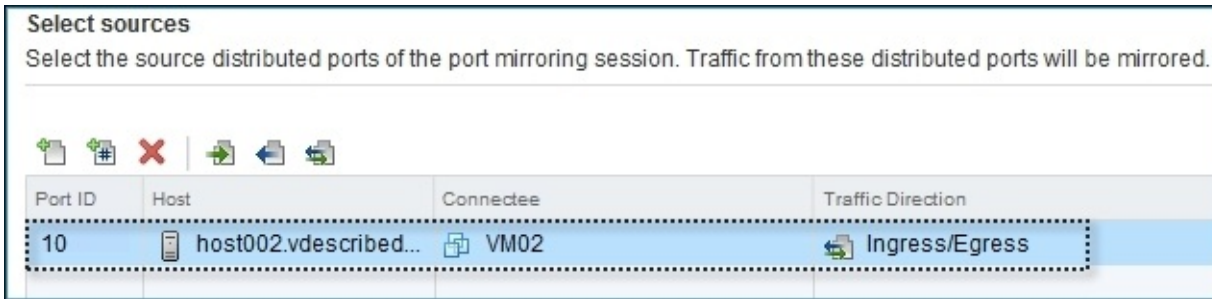 Select sources
Select the source distributed ports of the port mirroring session. Traffic from these distributed ports will be mirrored.
Port ID Host Connectee Traffic Direction
10 host002.vdescribed... VM02 Ingress/Egress